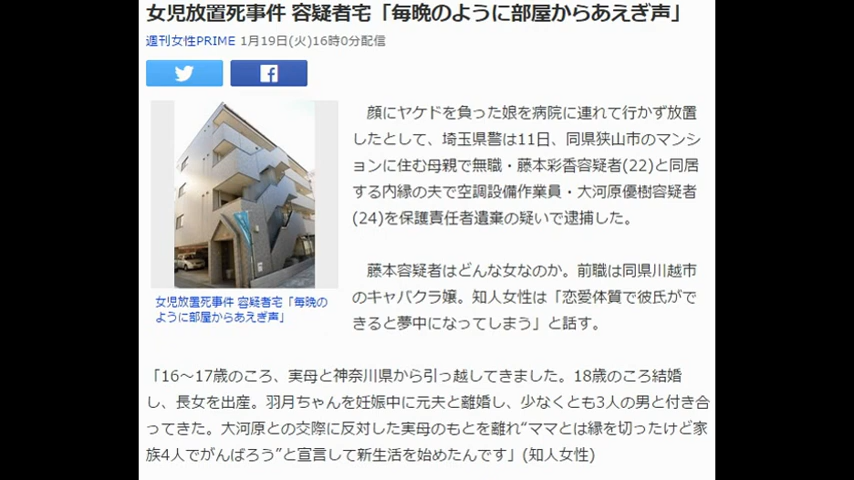 女児放置死事件 容疑者宅「毎晩のように部屋からあえぎ声」
週刊女性PRIME 1月19日(火)16時0分配信
顔にヤケドを負った娘を病院に連れて行かず放置
したとして、埼玉県警は11日、同県狭山市のマンシ
ョンに住む母親で無職・藤本彩香容疑者(22)と同居
する内縁の夫で空調設備作業員・大河原優樹容疑者
(24)を保護責任者遺棄の疑いで逮捕した。
藤本容疑者はどんな女なのか。前職は同県川越市
のキャバクラ嬢。知人女性は「恋愛体質で彼氏がで
きると夢中になってしまう」と話す。
女児放置死事件 容疑者宅「毎晩の
ように部屋からあえぎ声」
「16〜17歳のころ、実母と神奈川県から引っ越してきました。18歳のころ結婚
し、長女を出産。羽月ちゃんを妊娠中に元夫と離婚し、少なくとも3人の男と付き合
ってきた。大河原との交際に反対した実母のもとを離れ“ママとは縁を切ったけど家
族4人でがんばろう”と宣言して新生活を始めたんです」(知人女性)